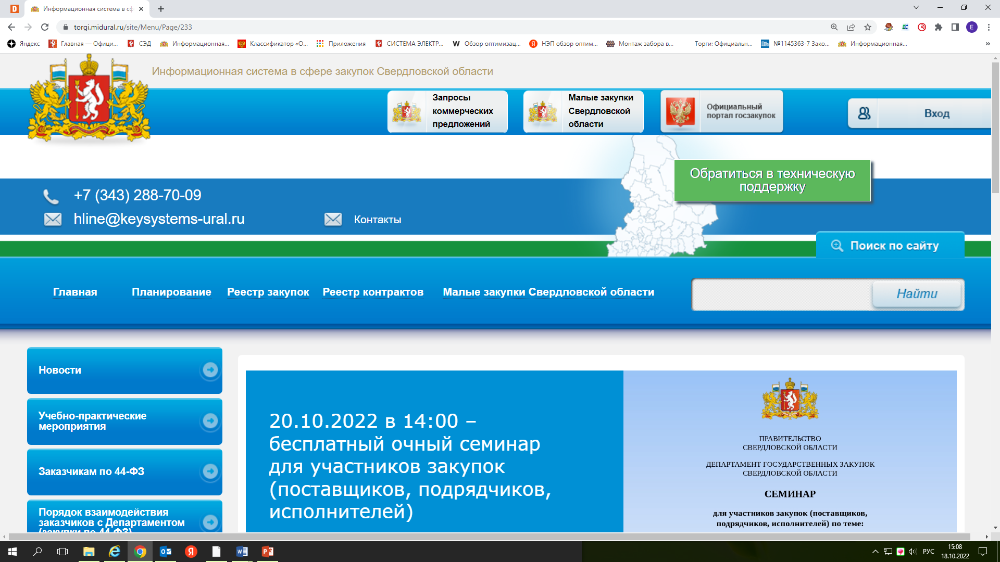 Информационная система в сф
torgi.midural.ru/site/Menu/Page/233
E
Яндекс
Главная — Офици...
СЭД
Информационная...
Классификатор «О...
Приложения
СИСТЕМА ЭЛЕКТР...
Обзор оптимизац...
НЭП обзор оптим...
Монтаж забора в...
Торги: Официальн...
№1145363-7 Зако...
Информационная...
Информационная система в сфере закупок Свердловской области
Запросы
коммерческих
предложений
Малые закупки
Свердловской
области
Официальный
портал госзакупок
Вход
Обратиться в техническую
поддержку
+7 (343) 288-70-09
hline@keysystems-ural.ru
Контакты
Поиск по сайту
Главная
Планирование
Реестр закупок
Реестр контрактов
Малые закупки Свердловской области
Найти
Новости
Учебно-практические
мероприятия
Заказчикам по 44-ФЗ
Порядок взаимодействия
заказчиков с Департаментом
(закупки по 44-ФЗ)
20.10.2022 в 14:00 –
бесплатный очный семинар
для участников закупок
(поставщиков, подрядчиков,
исполнителей)
ПРАВИТЕЛЬСТВО
СВЕРДЛОВСКОЙ ОБЛАСТИ
ДЕПАРТАМЕНТ ГОСУДАРСТВЕННЫХ ЗАКУПОК
СВЕРДЛОВСКОЙ ОБЛАСТИ
СЕМИНАР
для участников закупок (поставщиков,
подрядчиков, исполнителей) по теме:
РУС
15:08
18.10.2022